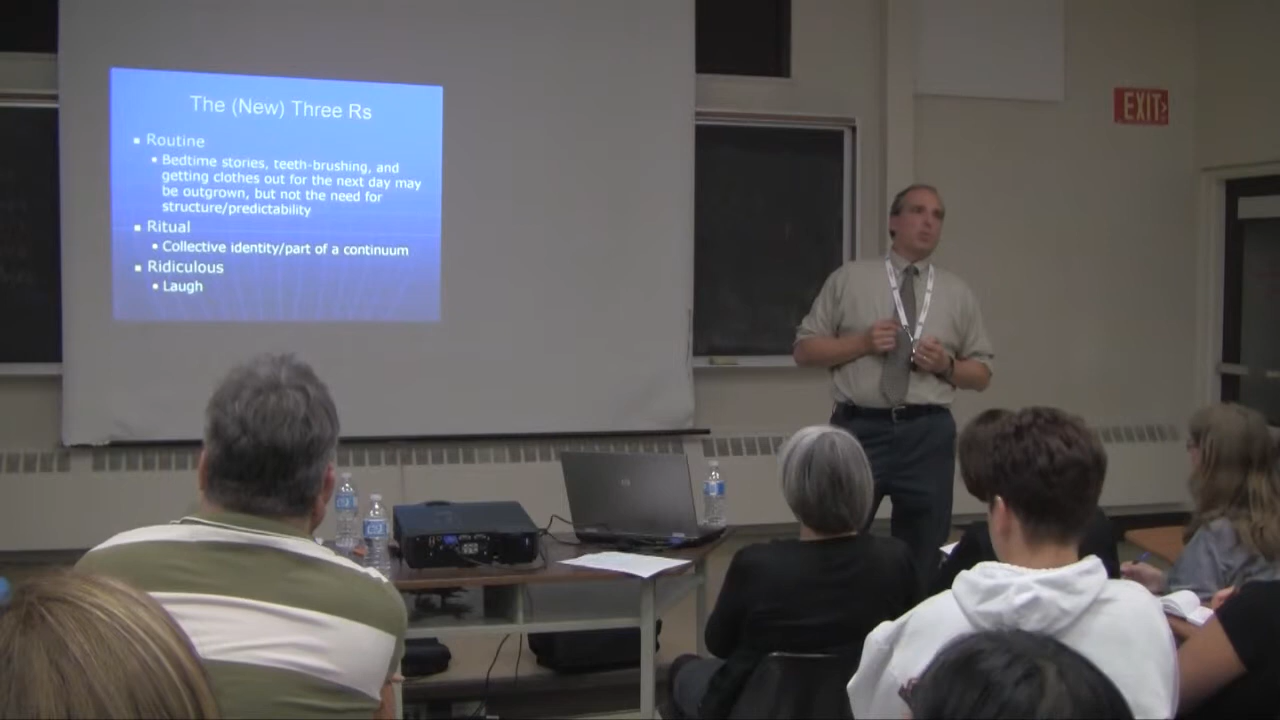 The (New) Three Rs
▪ Routine
• Bedtime stories, teeth-brushing, and
getting clothes out for the next day may
be outgrown, but not the need for
structure/predictability
▪ Ritual
• Collective identity/part of a continuum
▪ Ridiculous
• Laugh
EXIT>
hp